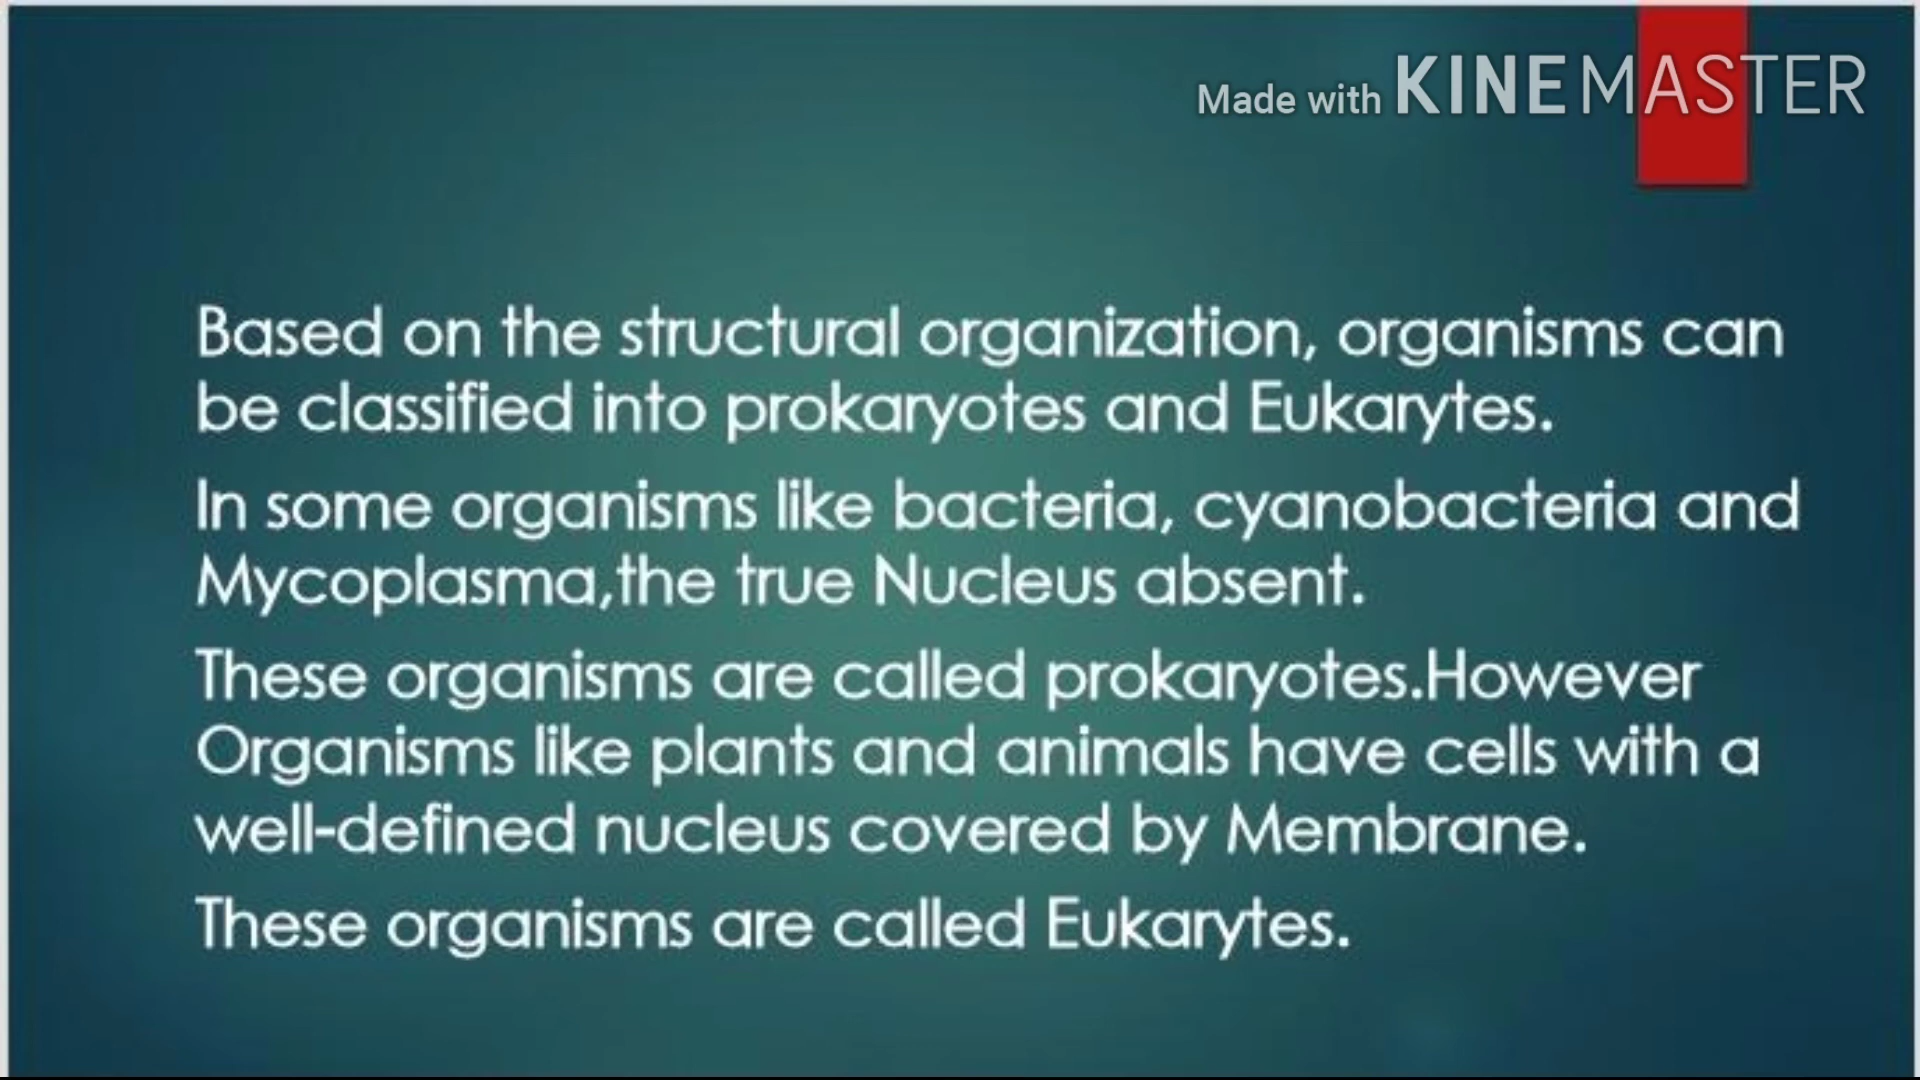 Made with KINEMASTER
Based on the structural organization, organisms can
be classified into prokaryotes and Eukarytes.
In some organisms like bacteria, cyanobacteria and
Mycoplasma,the true Nucleus absent.
These organisms are called prokaryotes.However
Organisms like plants and animals have cells with a
well-defined nucleus covered by Membrane.
These organisms are called Eukarytes.